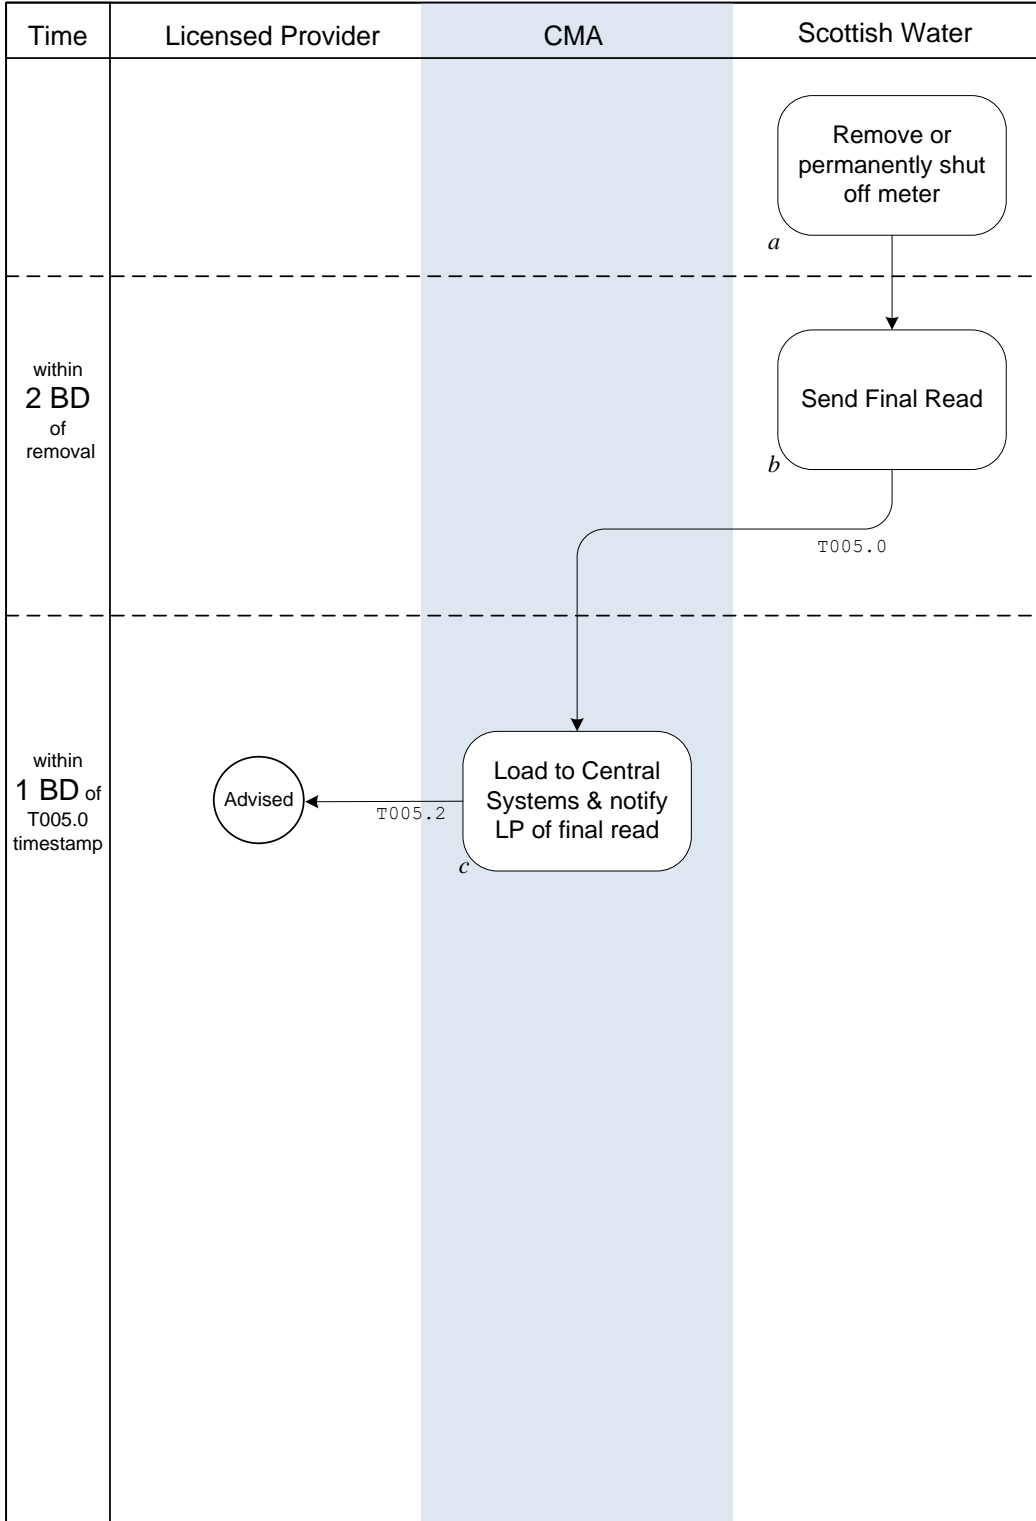 Time
Licensed Provider
CMA
Scottish Water
Remove or
permanently shut
off meter
a
within
2 BD
of
removal
Send Final Read
b
T005.0
within
1 BD of
T005.0
timestamp
Advised
T005.2
Load to Central
Systems & notify
LP of final read
c